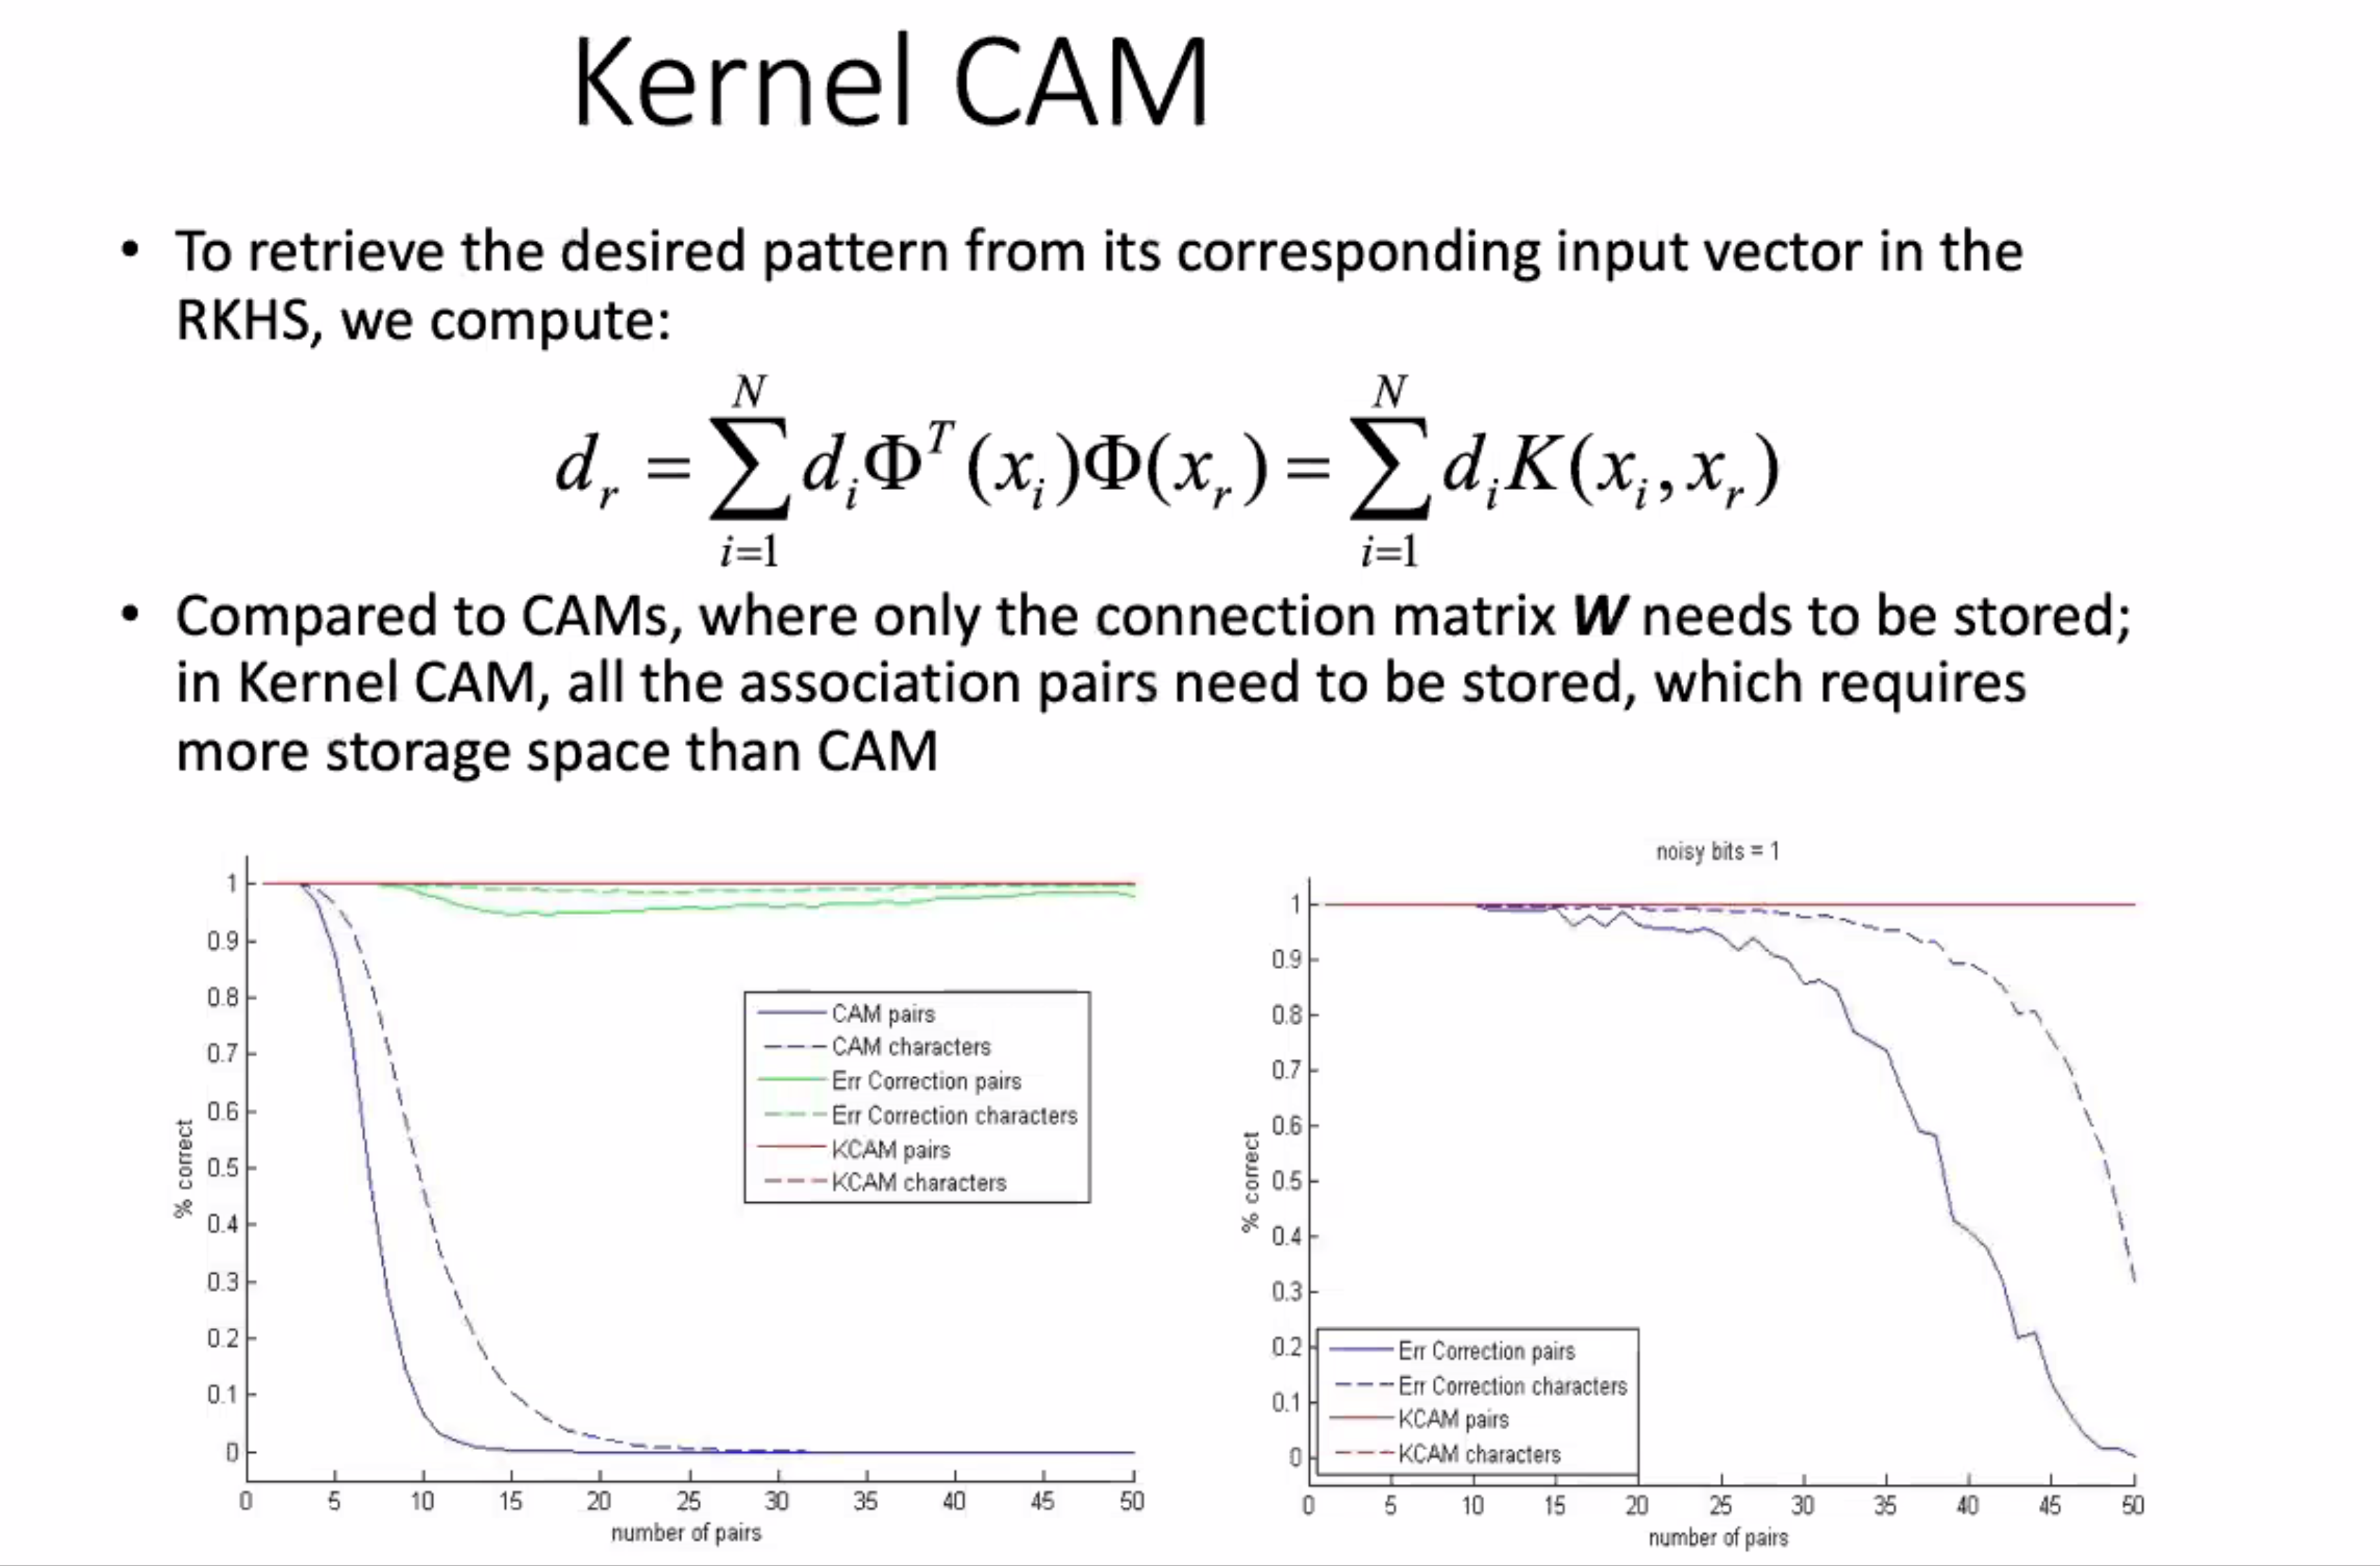 Kernel CAM
• To retrieve the desired pattern from its corresponding input vector in the
RKHS, we compute:
d_r = \sum_{i=1}^{N} d_i Φ^T (x_i)Φ(x_r) = \sum_{i=1}^{N} d_i K(x_i, x_r)
• Compared to CAMs, where only the connection matrix W needs to be stored;
in Kernel CAM, all the association pairs need to be stored, which requires
more storage space than CAM
1
0.9
0.8
0.7
0.6
0.5
0.4
0.3
0.2
0.1
0
% correct
CAM pairs
CAM characters
Err Correction pairs
Err Correction characters
KCAM pairs
KCAM characters
0 5 10 15 20 25 30 35 40 45 50
number of pairs
noisy bits = 1
1
0.9
0.8
0.7
0.6
0.5
0.4
0.3
0.2
0.1
0
% correct
Err Correction pairs
Err Correction characters
KCAM pairs
KCAM characters
0 5 10 15 20 25 30 35 40 45 50
number of pairs